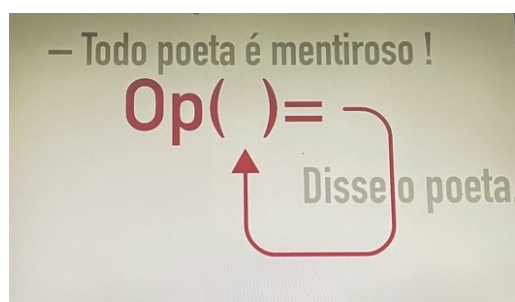 — Todo poeta é mentiroso !
Op( )=
Disse o poeta.